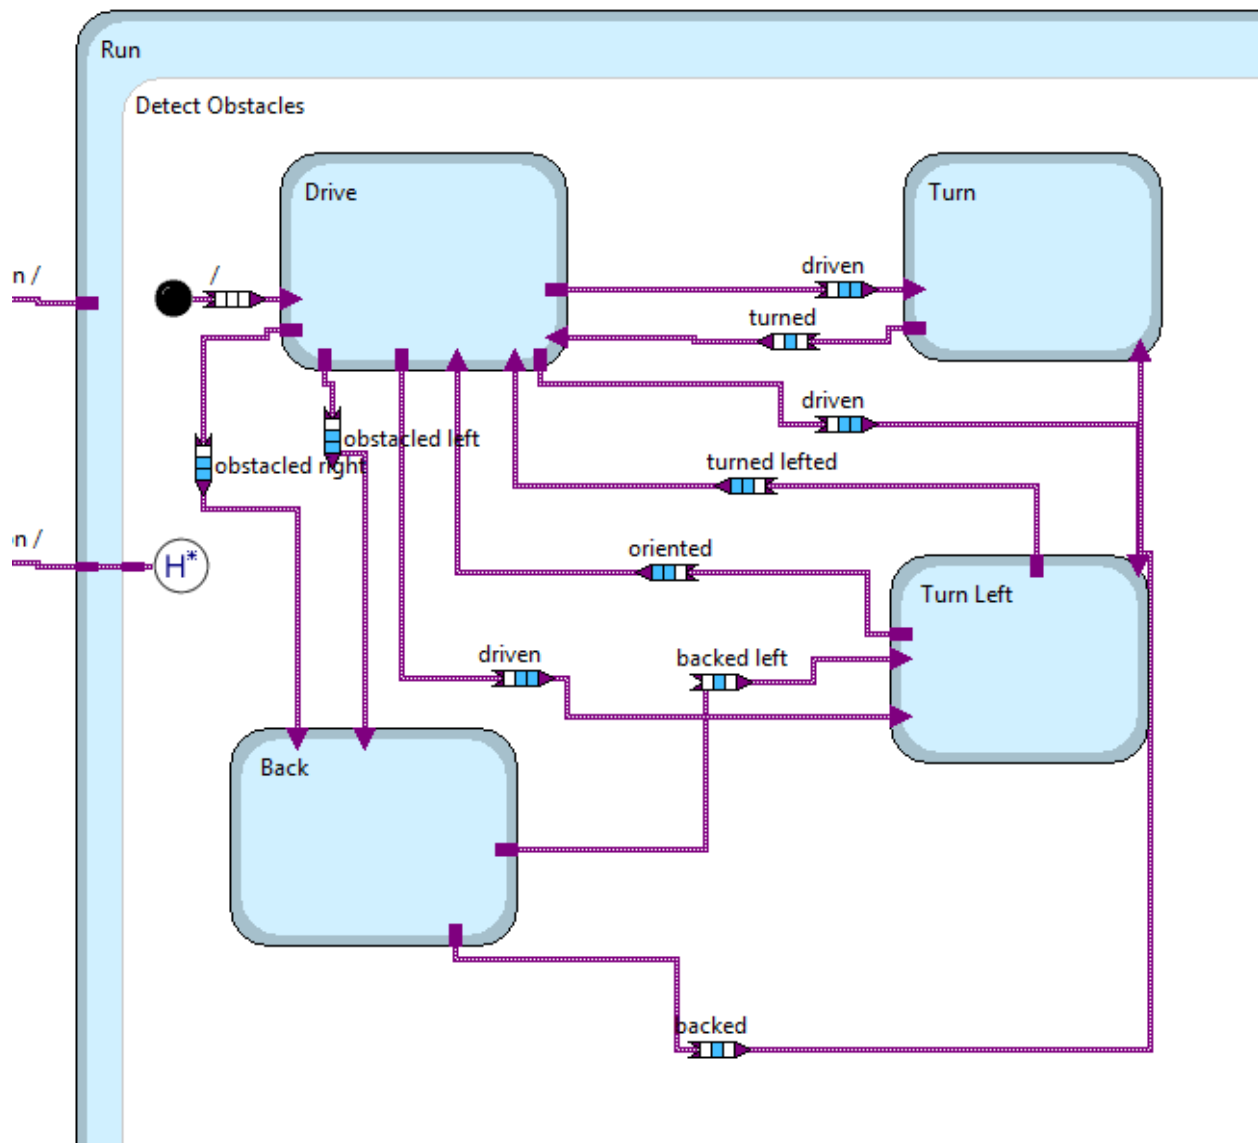 Run
Detect Obstacles
Drive
Turn
n /
/
driven
turned
driven
obstacled left
obstacled right
turned lefted
on /
H*
oriented
Turn Left
driven
backed left
Back
backed